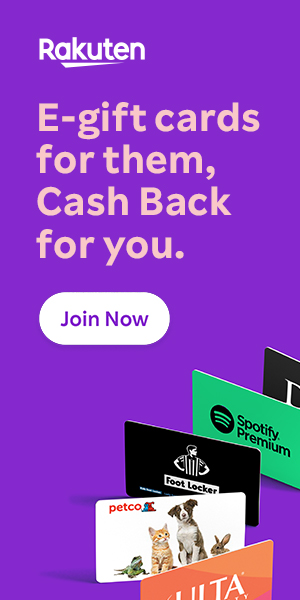 Rakuten
E-gift cards
for them,
Cash Back
for you.
Join Now
Spotify
Premium
Foot Locker
petco
ULTA